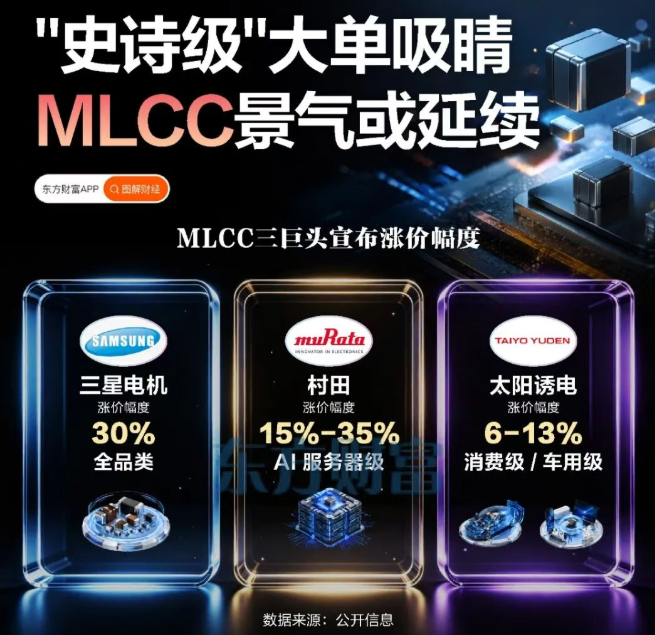 "史诗级"大单吸睛
MLCC景气或延续
东方财富APP 图解财经
MLCC三巨头宣布涨价幅度
SAMSUNG
三星电机
涨价幅度
30%
全品类
muRata
INNOVATOR IN ELECTRONICS
村田
涨价幅度
15%-35%
AI 服务器级
TAIYO YUDEN
太阳诱电
涨价幅度
6-13%
消费级 / 车用级
东方财富
数据来源：公开信息